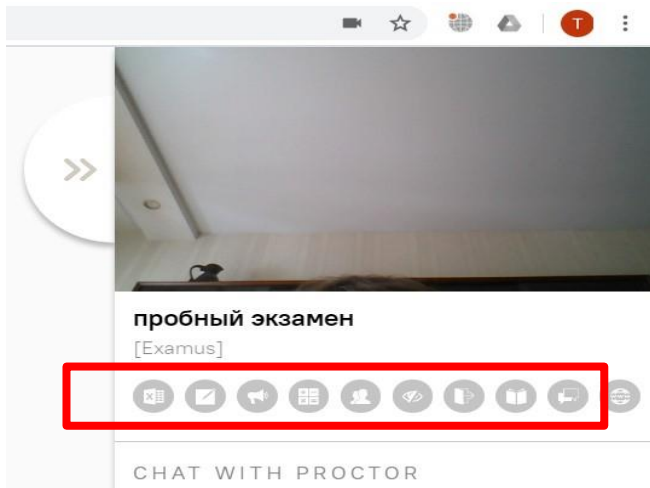 T
пробный экзамен
[Examus]
CHAT WITH PROCTOR